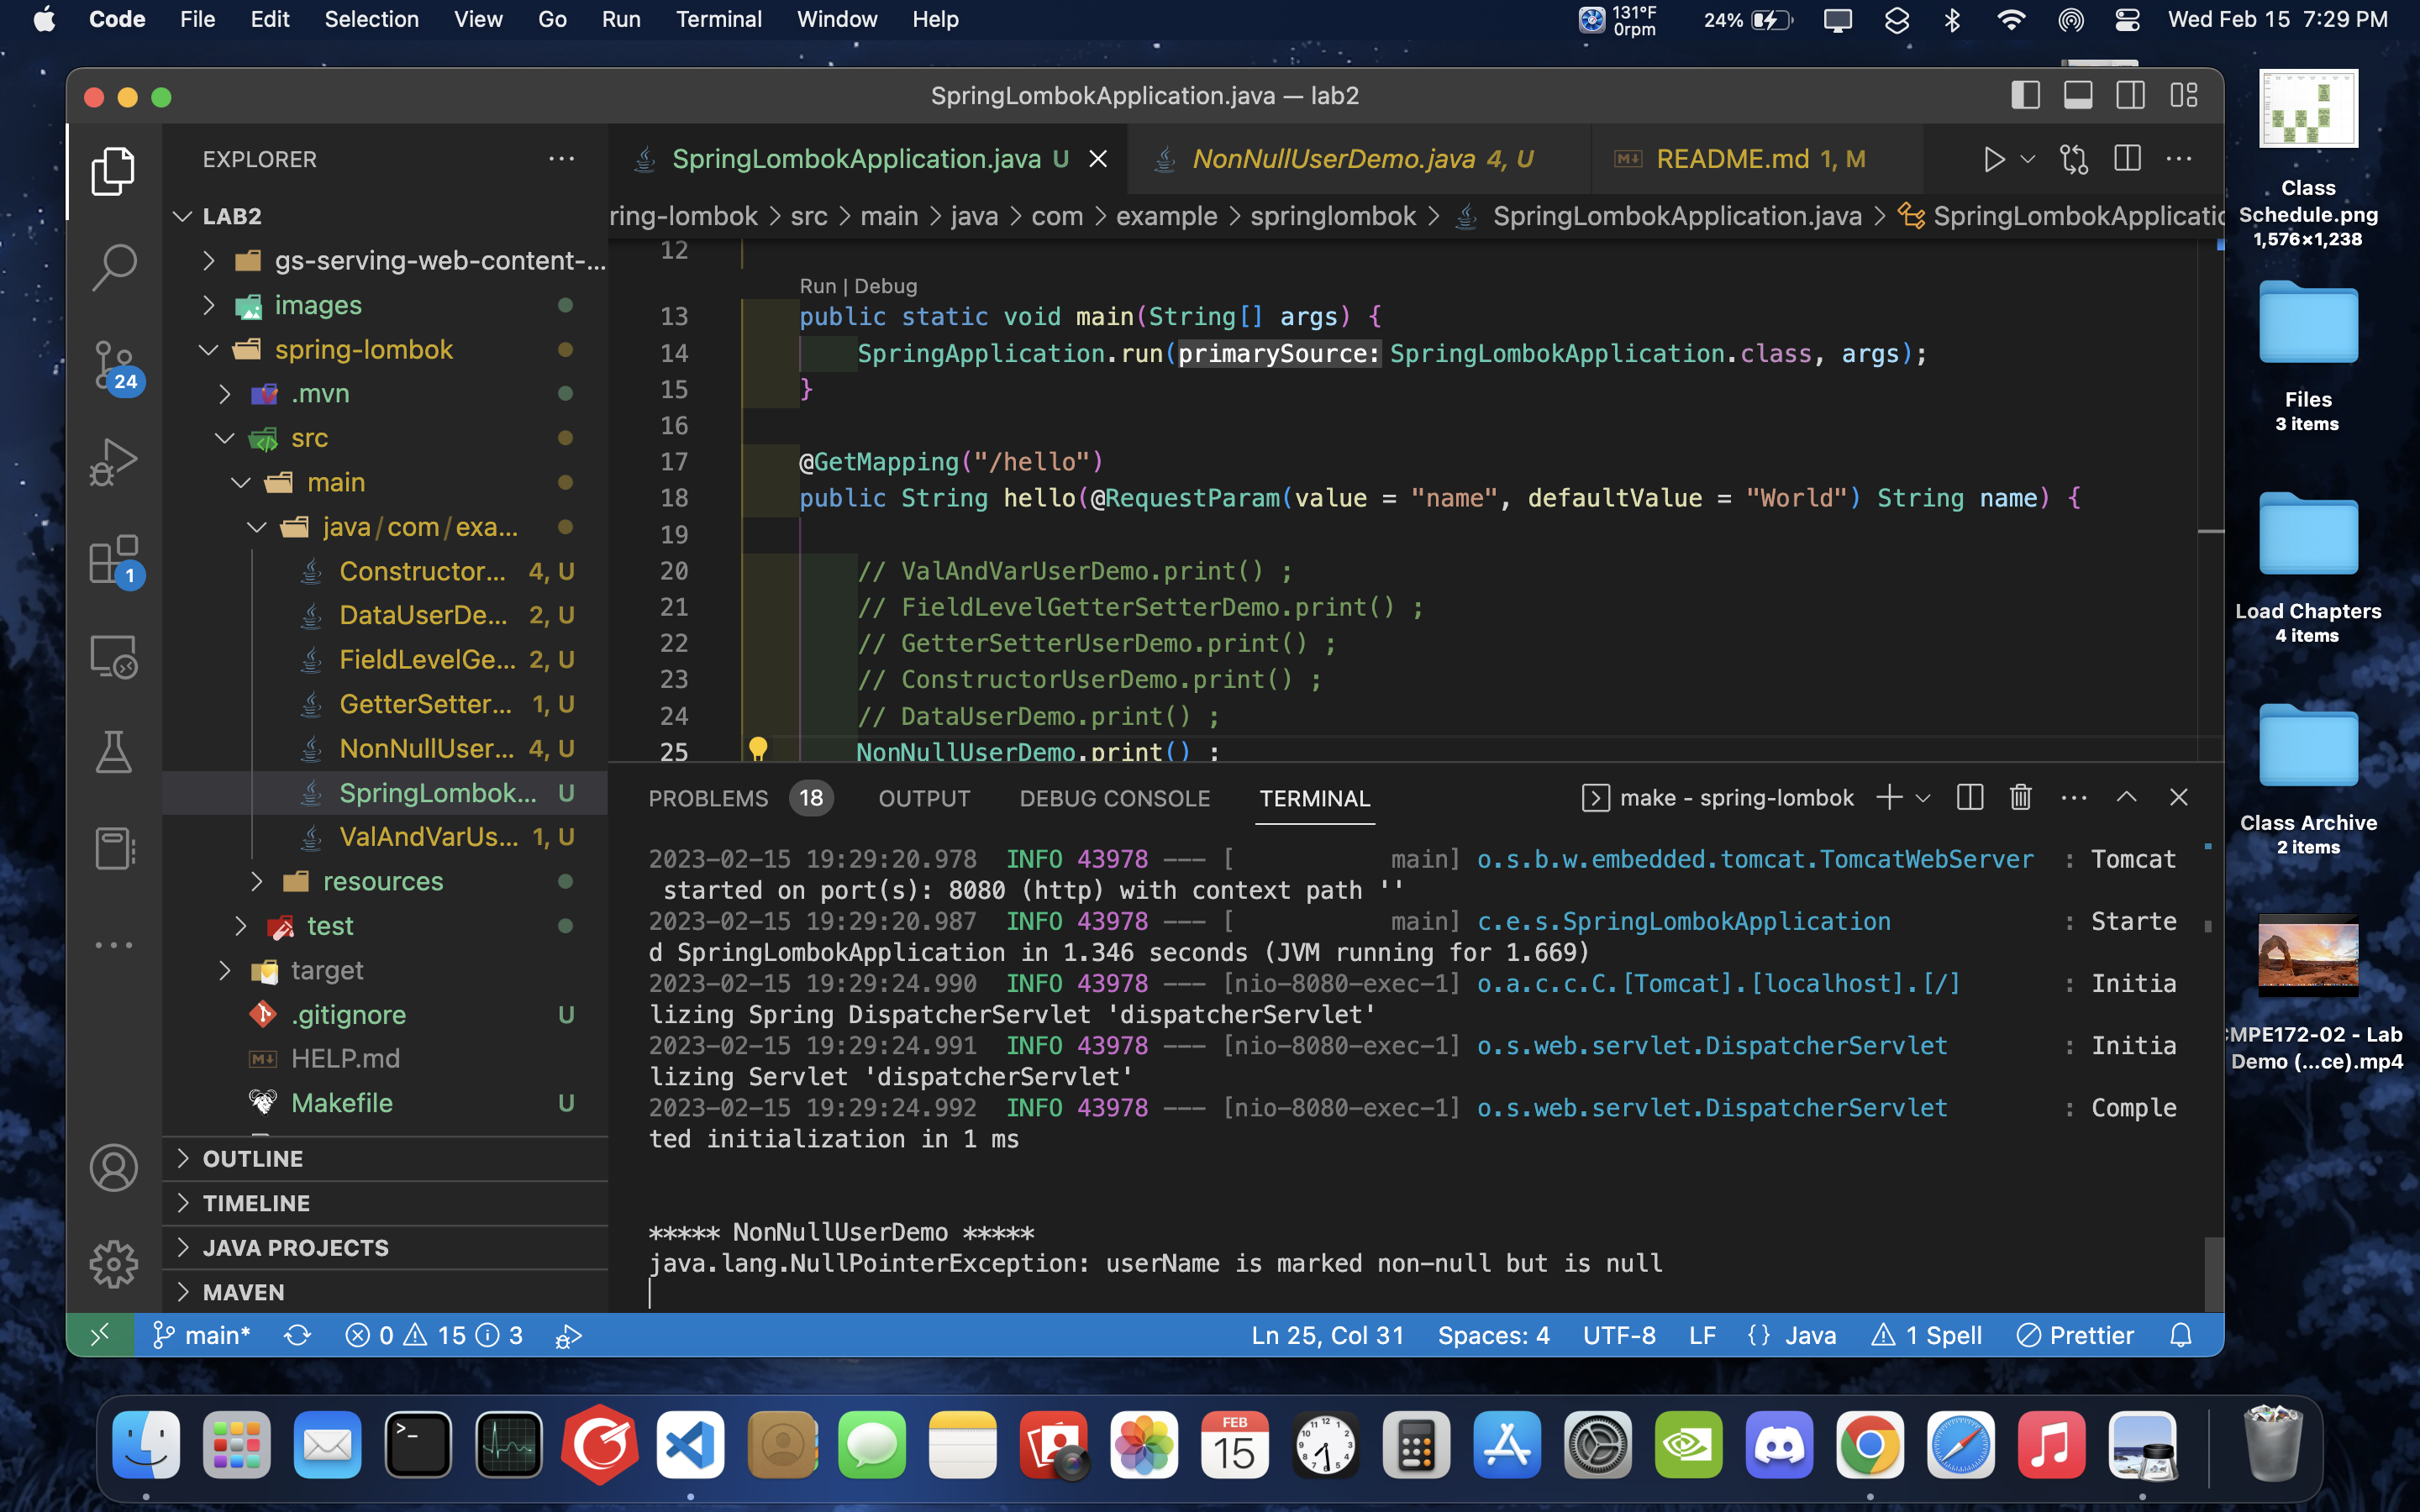 Code File Edit Selection View Go Run Terminal Window Help 131°F 0rpm 24% Wed Feb 15 7:29 PM
SpringLombokApplication.java — lab2
EXPLORER
LAB2
gs-serving-web-content-...
images
spring-lombok
.mvn
src
main
java/com/exa...
Constructor... 4, U
DataUserDe... 2, U
FieldLevelGe... 2, U
GetterSetter... 1, U
NonNullUser... 4, U
SpringLombok... U
ValAndVarUs... 1, U
resources
test
target
.gitignore U
HELP.md
Makefile U
OUTLINE
TIMELINE
JAVA PROJECTS
MAVEN
24
1
SpringLombokApplication.java U NonNullUserDemo.java 4, U README.md 1, M
ring-lombok > src > main > java > com > example > springlombok > SpringLombokApplication.java > SpringLombokApplicatic
12
Run | Debug
13 public static void main(String[] args) {
14 SpringApplication.run(primarySource: SpringLombokApplication.class, args);
15 }
16
17 @GetMapping("/hello")
18 public String hello(@RequestParam(value = "name", defaultValue = "World") String name) {
19
20 // ValAndVarUserDemo.print() ;
21 // FieldLevelGetterSetterDemo.print() ;
22 // GetterSetterUserDemo.print() ;
23 // ConstructorUserDemo.print() ;
24 // DataUserDemo.print() ;
25 NonNullUserDemo.print() ;
PROBLEMS 18 OUTPUT DEBUG CONSOLE TERMINAL make - spring-lombok
2023-02-15 19:29:20.978 INFO 43978 --- [ main] o.s.b.w.embedded.tomcat.TomcatWebServer : Tomcat
started on port(s): 8080 (http) with context path ''
2023-02-15 19:29:20.987 INFO 43978 --- [ main] c.e.s.SpringLombokApplication : Starte
d SpringLombokApplication in 1.346 seconds (JVM running for 1.669)
2023-02-15 19:29:24.990 INFO 43978 --- [nio-8080-exec-1] o.a.c.c.C.[Tomcat].[localhost].[/] : Initia
lizing Spring DispatcherServlet 'dispatcherServlet'
2023-02-15 19:29:24.991 INFO 43978 --- [nio-8080-exec-1] o.s.web.servlet.DispatcherServlet : Initia
lizing Servlet 'dispatcherServlet'
2023-02-15 19:29:24.992 INFO 43978 --- [nio-8080-exec-1] o.s.web.servlet.DispatcherServlet : Comple
ted initialization in 1 ms
***** NonNullUserDemo *****
java.lang.NullPointerException: userName is marked non-null but is null
main* 0 15 3 Ln 25, Col 31 Spaces: 4 UTF-8 LF {} Java 1 Spell Prettier
Class
Schedule.png
1,576×1,238
Files
3 items
Load Chapters
4 items
Class Archive
2 items
CMPE172-02 - Lab
Demo (...ce).mp4
FEB
15